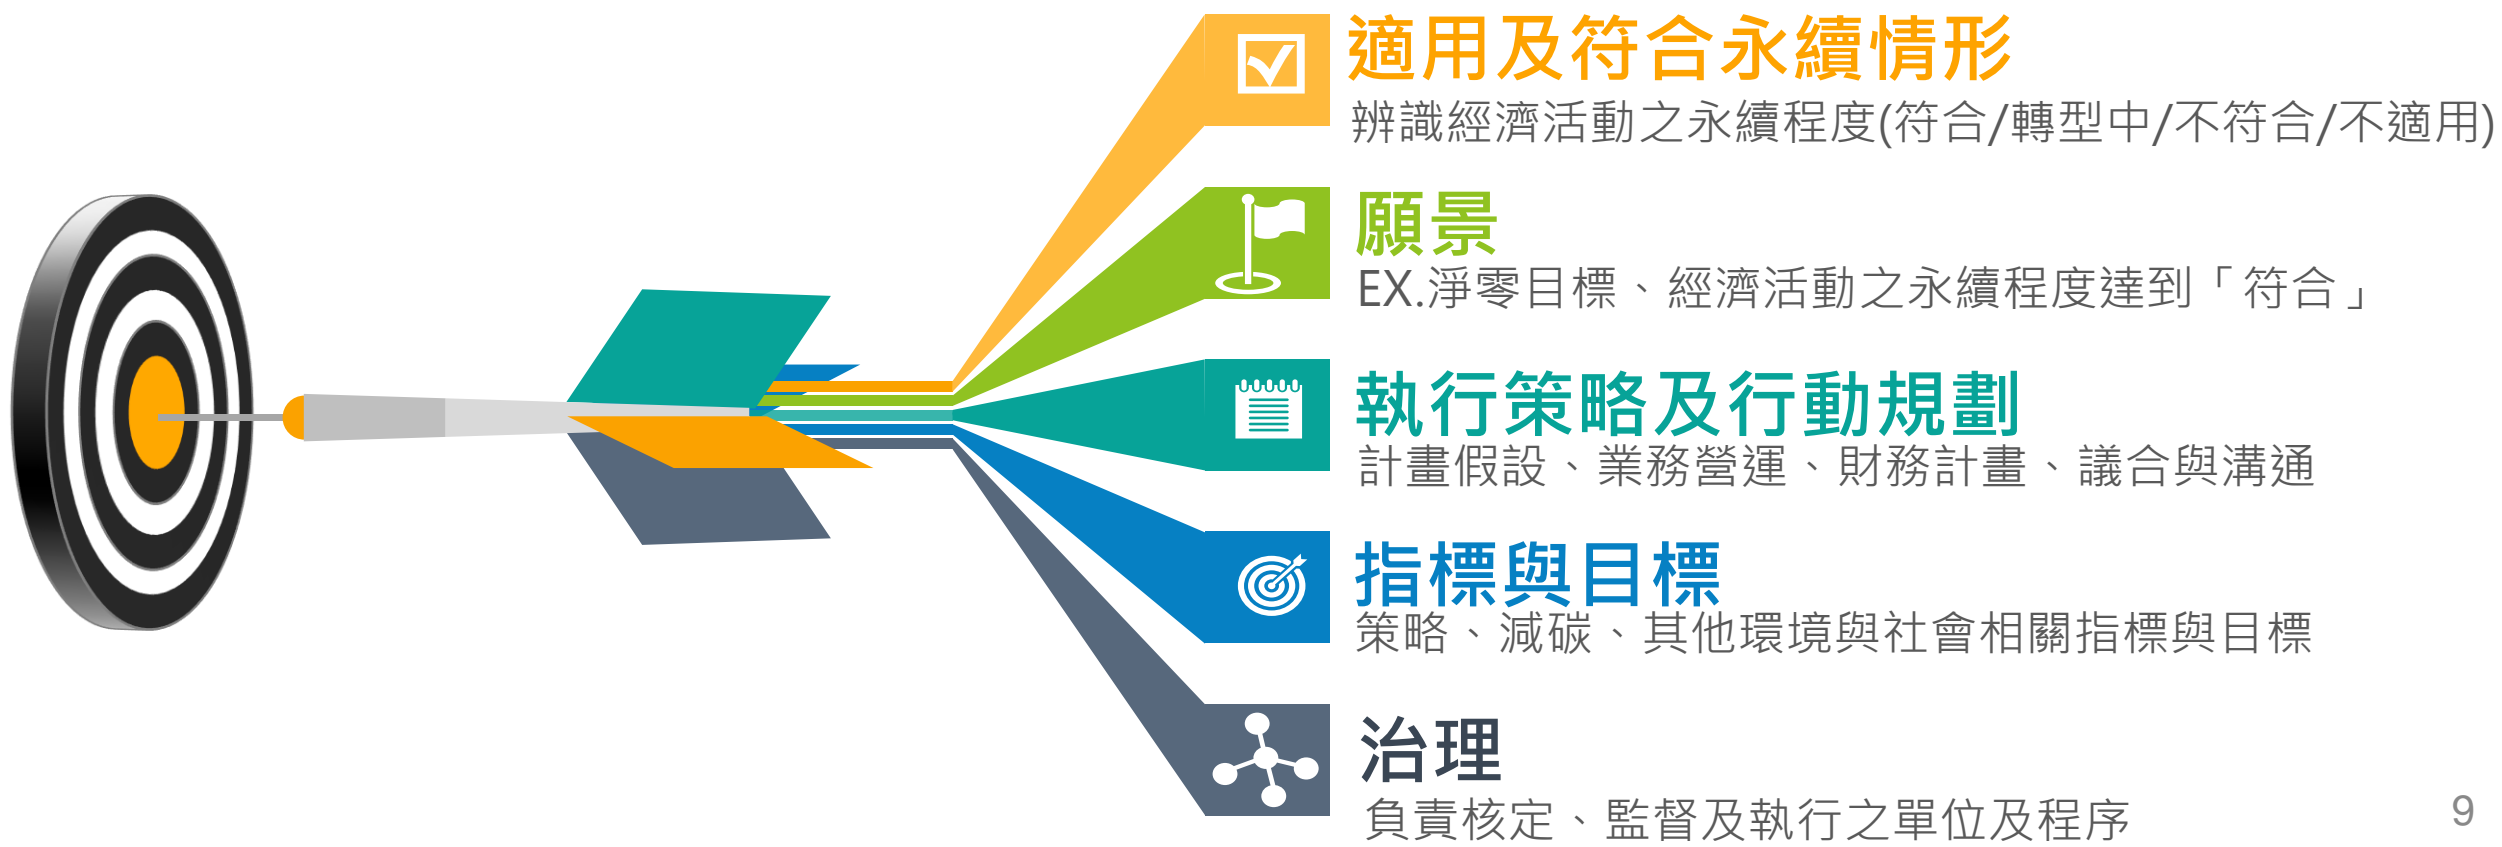 適用及符合永續情形
辨識經濟活動之永續程度(符合/轉型中/不符合/不適用)
願景
EX.淨零目標、經濟活動之永續程度達到「符合」
執行策略及行動計劃
計畫假設、業務營運、財務計畫、議合與溝通
指標與目標
策略、溫碳、其他環境與社會相關指標與目標
治理
負責核定、監督及執行之單位及程序
9